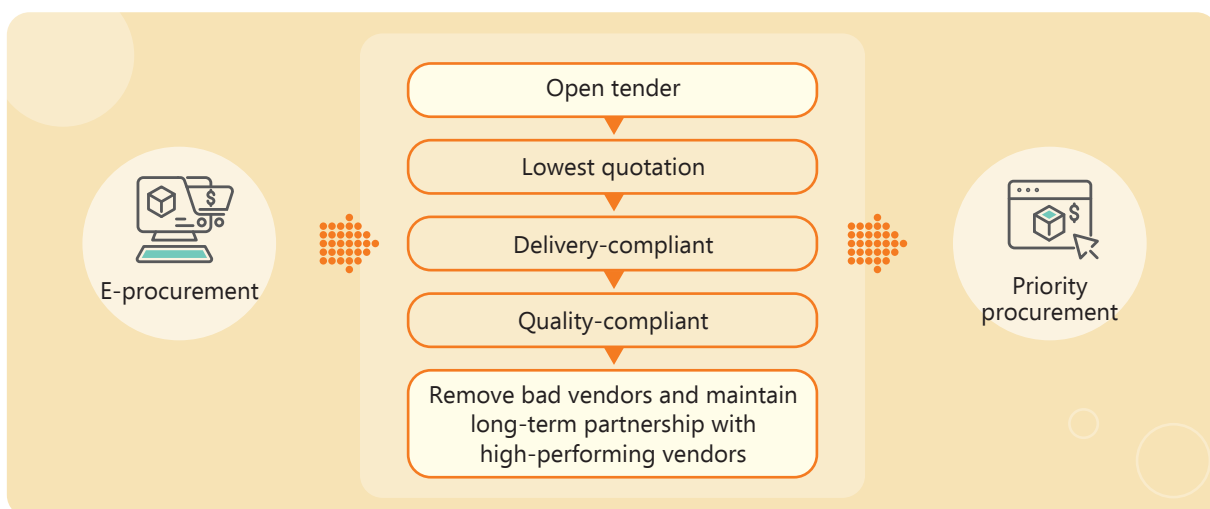 E-procurement
Open tender
Lowest quotation
Delivery-compliant
Quality-compliant
Remove bad vendors and maintain
long-term partnership with
high-performing vendors
$
$
Priority
procurement